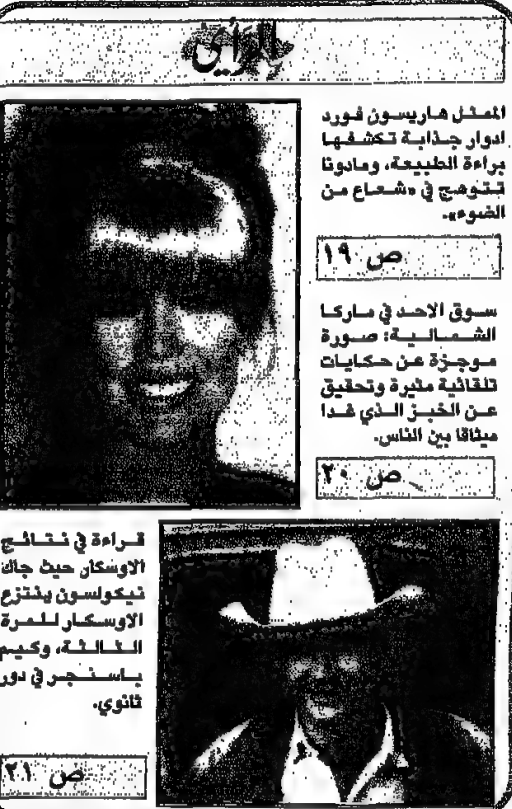 الرأي
الممثل هاريسون فورد
ادوار جذابة تكشفها
براءة الطبيعة، ومادونا
تتوهج في «شعاع من
الضوء».
ص ١٩
سوق الاحد في ماركا
الشمالية: صورة
موجزة عن حكايات
تلقائية مثيرة وتحقيق
عن الخبز الذي غدا
ميثاقا بين الناس.
ص ٢٠
قراءة في نتائج
الاوسكار حيث جاك
نيكولسون ينتزع
الاوسكار للمرة
الثالثة، وكيم
باسنجر في دور
ثانوي.
ص ٢١